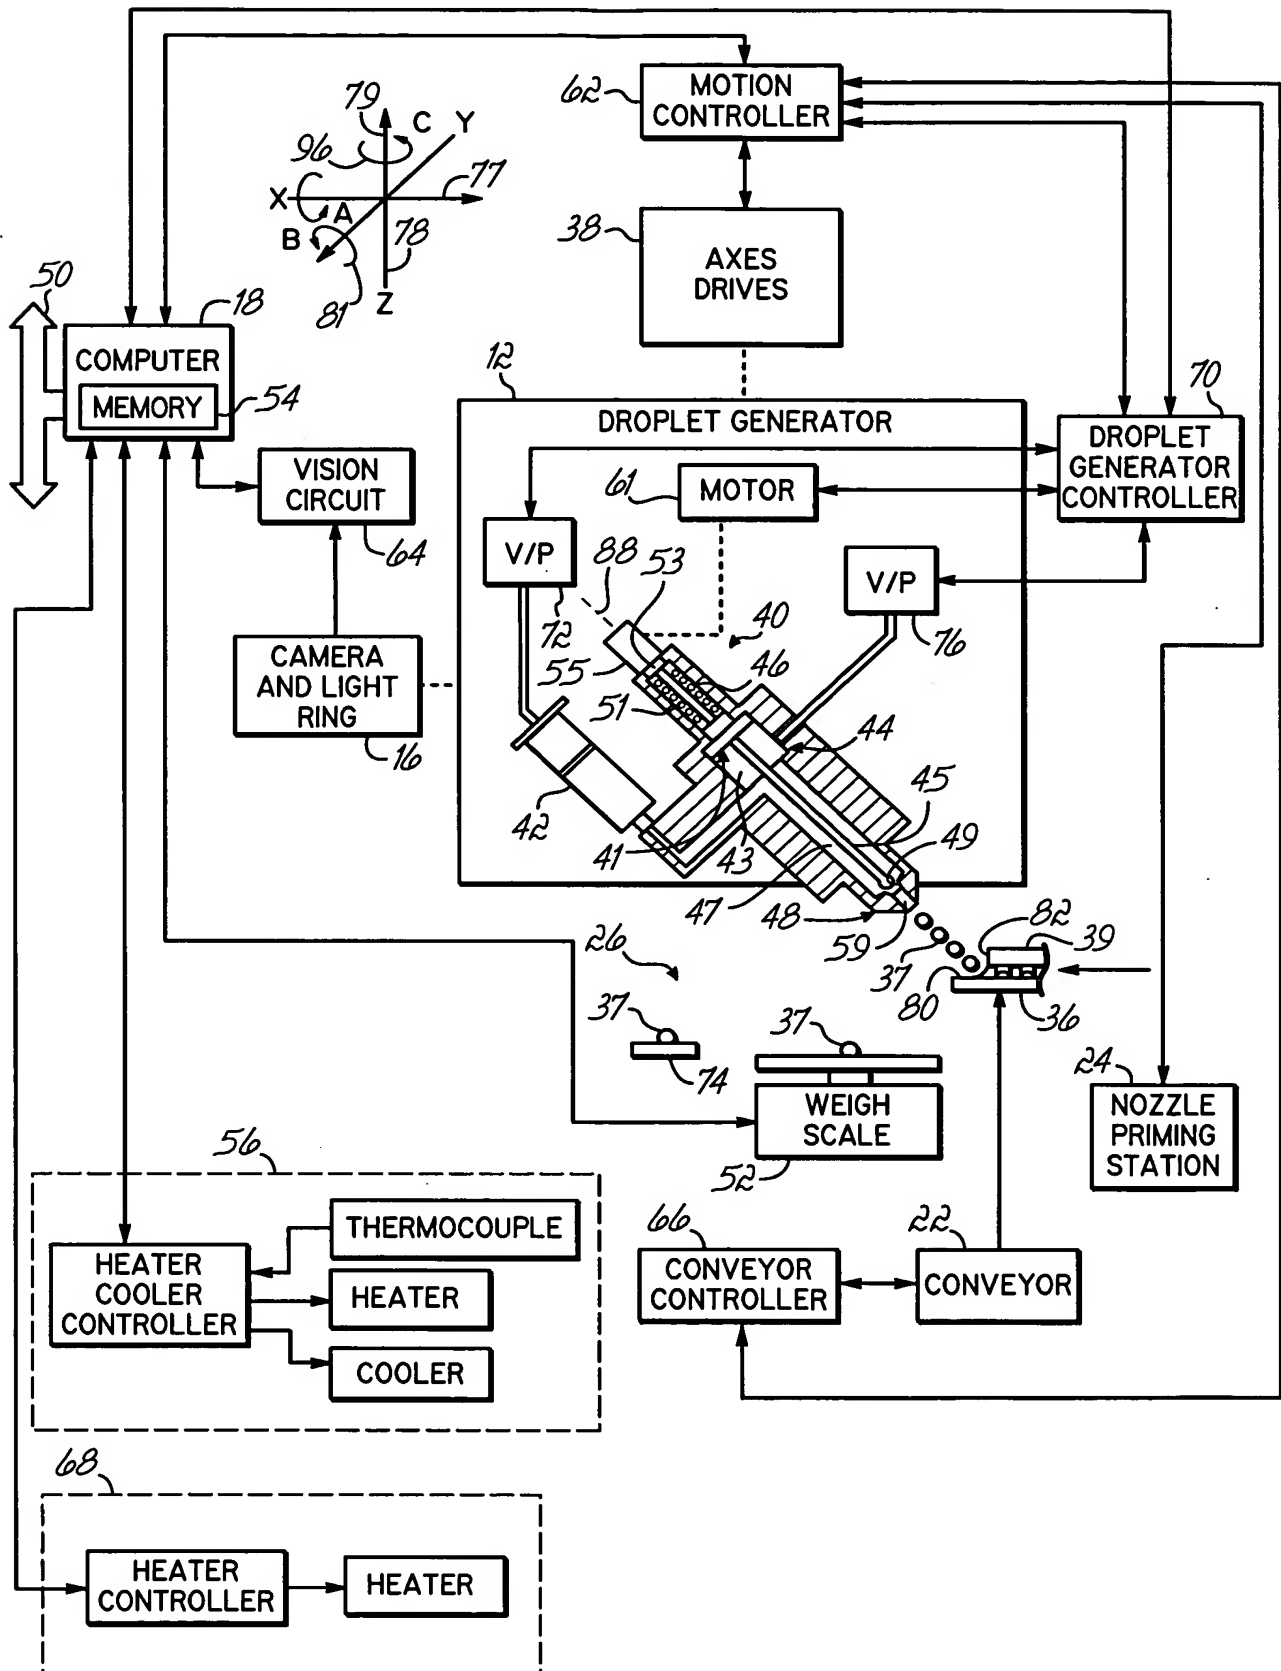 62
MOTION
CONTROLLER
79
C
Y
96
X
77
A
B
78
81
Z
38
AXES
DRIVES
50
18
COMPUTER
MEMORY
54
12
DROPLET GENERATOR
70
DROPLET
GENERATOR
CONTROLLER
VISION
CIRCUIT
64
61
MOTOR
V/P
72
88
53
V/P
76
40
CAMERA
AND LIGHT
RING
16
55
46
51
44
42
41
43
45
49
47
48
59
82
39
37
80
36
26
37
74
37
WEIGH
SCALE
52
24
NOZZLE
PRIMING
STATION
56
THERMOCOUPLE
HEATER
COOLER
CONTROLLER
HEATER
COOLER
66
CONVEYOR
CONTROLLER
22
CONVEYOR
68
HEATER
CONTROLLER
HEATER